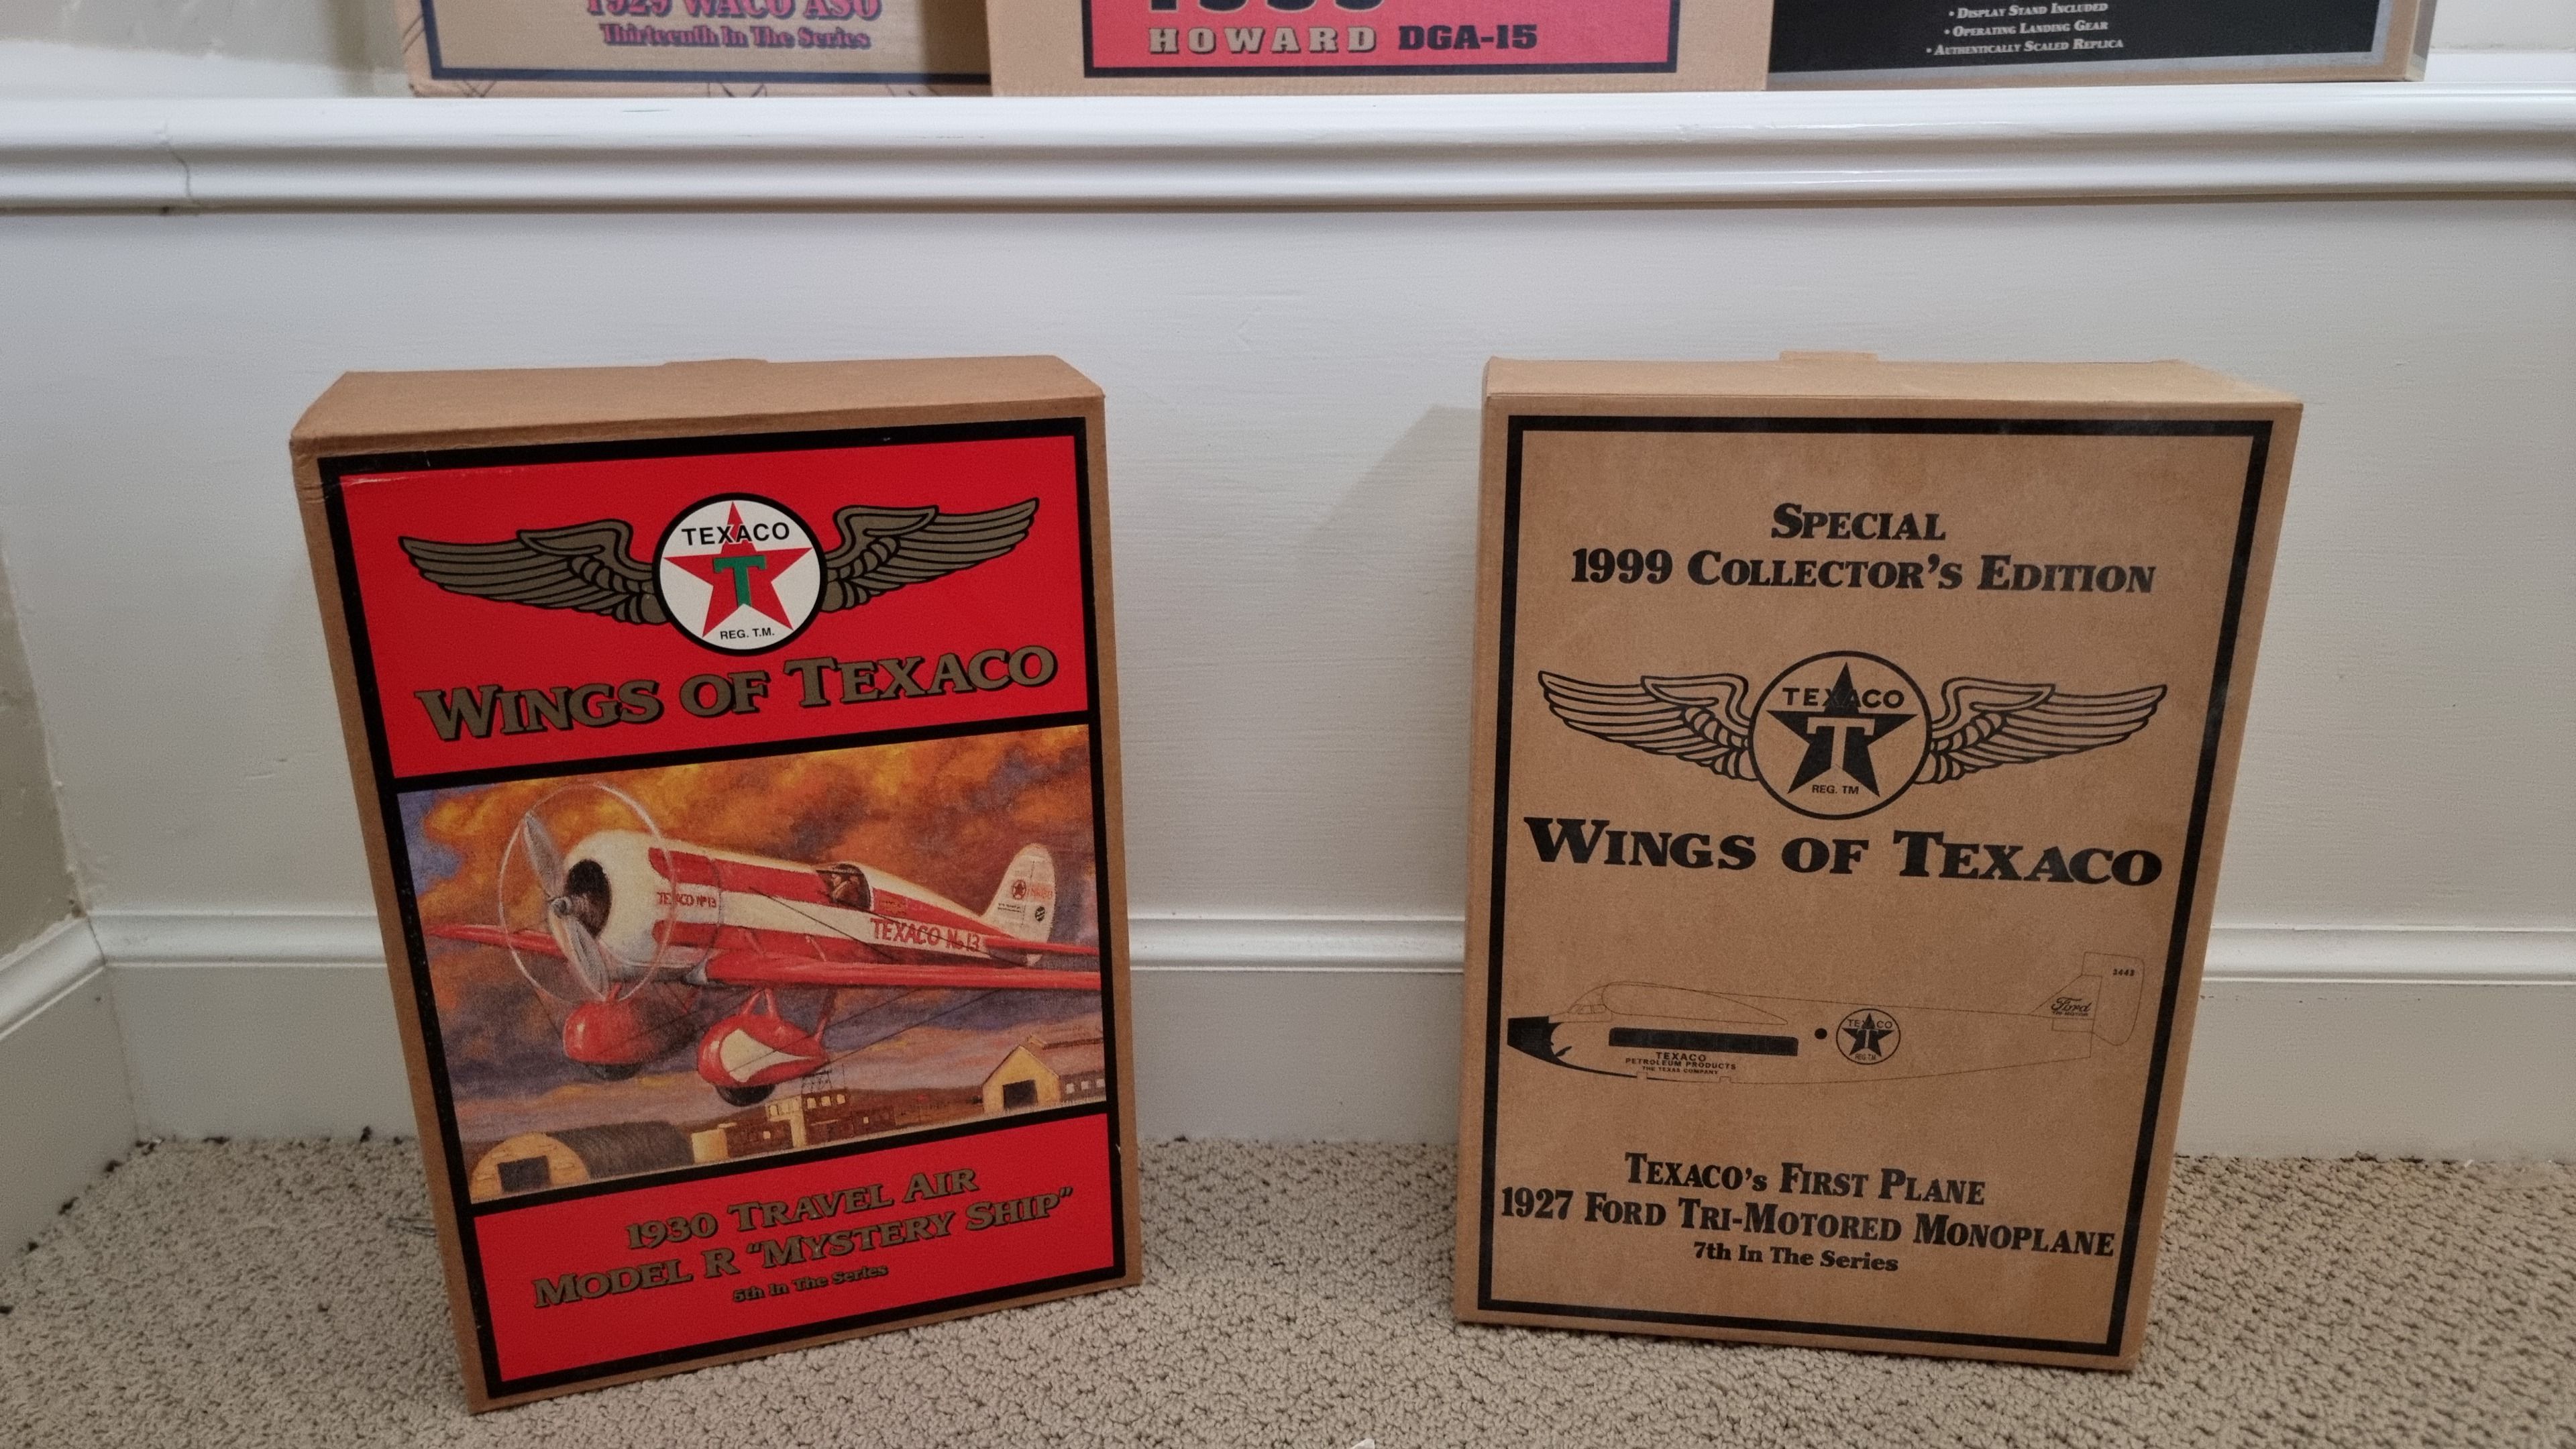 1929 WACO ASO
Thirteenth In The Series
HOWARD DGA-15
• DISPLAY STAND INCLUDED
• OPERATING LANDING GEAR
• AUTHENTICALLY SCALED REPLICA
TEXACO
T
REG. T.M.
WINGS OF TEXACO
TEXACO Nº 13
TEXACO No 13
1930 TRAVEL AIR
MODEL R "MYSTERY SHIP"
5th In The Series
SPECIAL
1999 COLLECTOR'S EDITION
TEXACO
T
REG. TM
WINGS OF TEXACO
3443
Ford
TEXACO
T
REG. T.M.
TEXACO
PETROLEUM PRODUCTS
THE TEXAS COMPANY
TEXACO'S FIRST PLANE
1927 FORD TRI-MOTORED MONOPLANE
7th In The Series